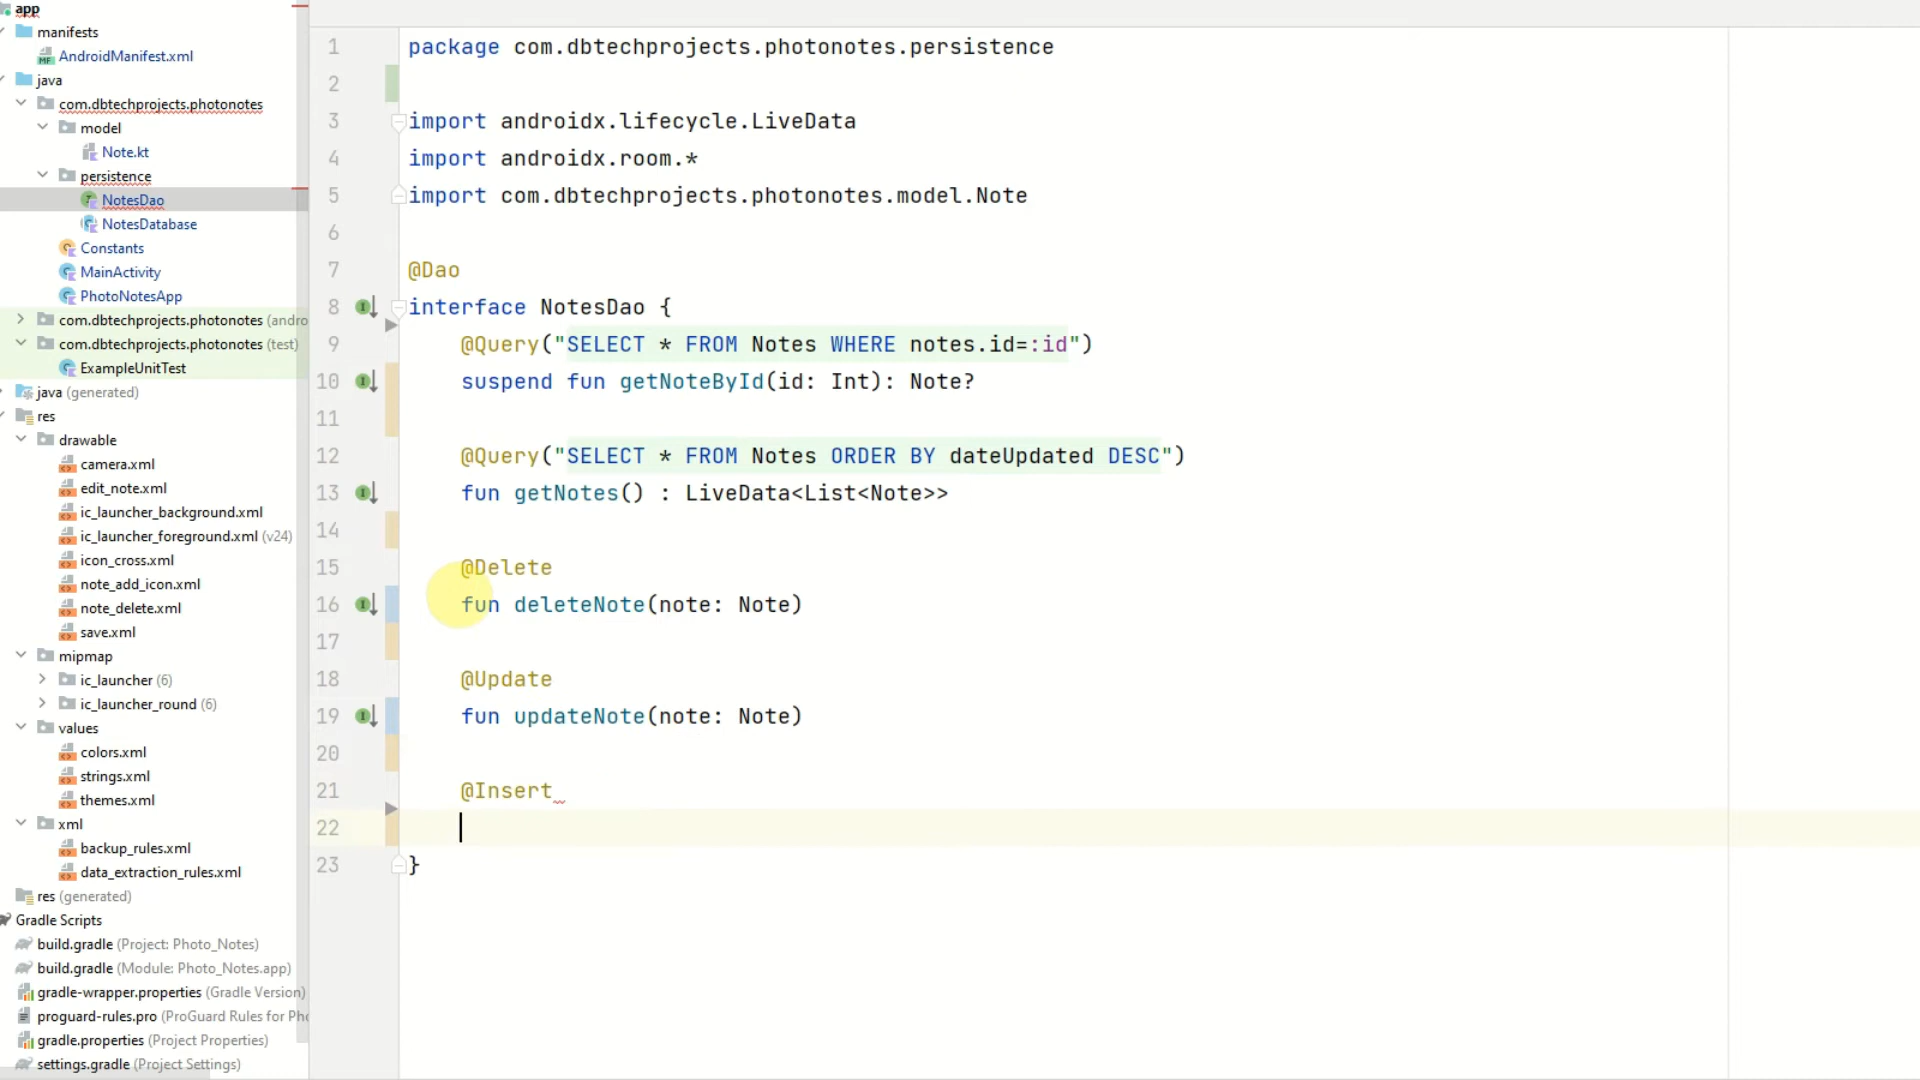 app
manifests
AndroidManifest.xml
java
com.dbtechprojects.photonotes
model
Note.kt
persistence
NotesDao
NotesDatabase
Constants
MainActivity
PhotoNotesApp
com.dbtechprojects.photonotes (andro
com.dbtechprojects.photonotes (test)
ExampleUnitTest
java (generated)
res
drawable
camera.xml
edit_note.xml
ic_launcher_background.xml
ic_launcher_foreground.xml (v24)
icon_cross.xml
note_add_icon.xml
note_delete.xml
save.xml
mipmap
ic_launcher (6)
ic_launcher_round (6)
values
colors.xml
strings.xml
themes.xml
xml
backup_rules.xml
data_extraction_rules.xml
res (generated)
Gradle Scripts
build.gradle (Project: Photo_Notes)
build.gradle (Module: Photo_Notes.app)
gradle-wrapper.properties (Gradle Version)
proguard-rules.pro (ProGuard Rules for Pho
gradle.properties (Project Properties)
settings.gradle (Project Settings)
1 package com.dbtechprojects.photonotes.persistence
2
3 import androidx.lifecycle.LiveData
4 import androidx.room.*
5 import com.dbtechprojects.photonotes.model.Note
6
7 @Dao
8 interface NotesDao {
9 @Query("SELECT * FROM Notes WHERE notes.id=:id")
10 suspend fun getNoteById(id: Int): Note?
11
12 @Query("SELECT * FROM Notes ORDER BY dateUpdated DESC")
13 fun getNotes() : LiveData<List<Note>>
14
15 @Delete
16 fun deleteNote(note: Note)
17
18 @Update
19 fun updateNote(note: Note)
20
21 @Insert
22
23 }